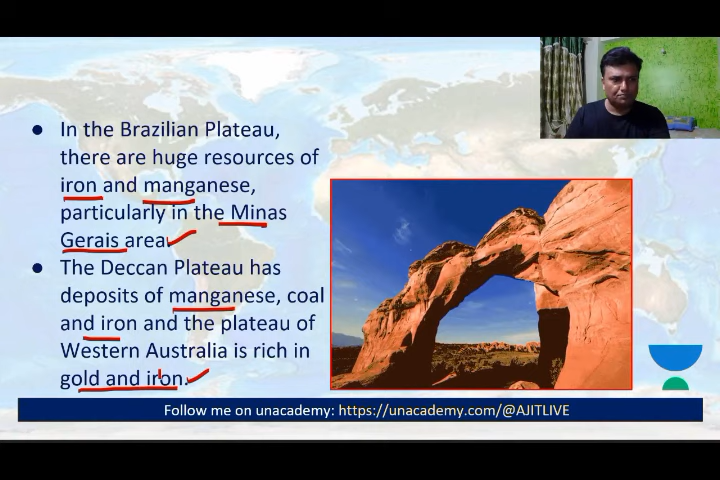 ● In the Brazilian Plateau,
there are huge resources of
iron and manganese,
particularly in the Minas
Gerais area.
● The Deccan Plateau has
deposits of manganese, coal
and iron and the plateau of
Western Australia is rich in
gold and iron.
Follow me on unacademy: https://unacademy.com/@AJITLIVE